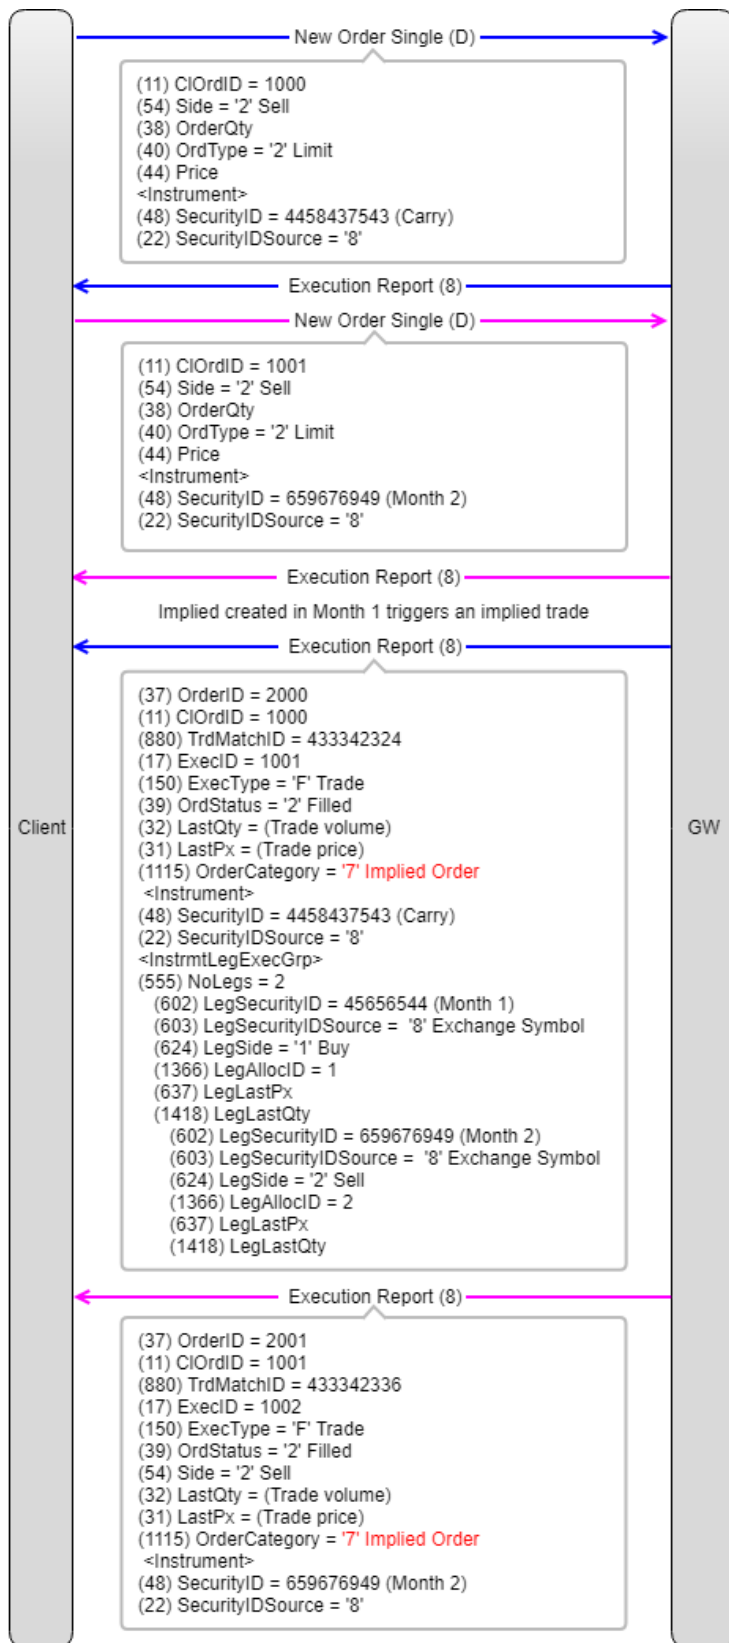 New Order Single (D)
(11) ClOrdID = 1000
(54) Side = '2' Sell
(38) OrderQty
(40) OrdType = '2' Limit
(44) Price
<Instrument>
(48) SecurityID = 4458437543 (Carry)
(22) SecurityIDSource = '8'
Execution Report (8)
New Order Single (D)
(11) ClOrdID = 1001
(54) Side = '2' Sell
(38) OrderQty
(40) OrdType = '2' Limit
(44) Price
<Instrument>
(48) SecurityID = 659676949 (Month 2)
(22) SecurityIDSource = '8'
Execution Report (8)
Implied created in Month 1 triggers an implied trade
Execution Report (8)
(37) OrderID = 2000
(11) ClOrdID = 1000
(880) TrdMatchID = 433342324
(17) ExecID = 1001
(150) ExecType = 'F' Trade
(39) OrdStatus = '2' Filled
Client
(32) LastQty = (Trade volume)
GW
(31) LastPx = (Trade price)
(1115) OrderCategory = '7' Implied Order
<Instrument>
(48) SecurityID = 4458437543 (Carry)
(22) SecurityIDSource = '8'
<InstrmtLegExecGrp>
(555) NoLegs = 2
(602) LegSecurityID = 45656544 (Month 1)
(603) LegSecurityIDSource = '8' Exchange Symbol
(624) LegSide = '1' Buy
(1366) LegAllocID = 1
(637) LegLastPx
(1418) LegLastQty
(602) LegSecurityID = 659676949 (Month 2)
(603) LegSecurityIDSource = '8' Exchange Symbol
(624) LegSide = '2' Sell
(1366) LegAllocID = 2
(637) LegLastPx
(1418) LegLastQty
Execution Report (8)
(37) OrderID = 2001
(11) ClOrdID = 1001
(880) TrdMatchID = 433342336
(17) ExecID = 1002
(150) ExecType = 'F' Trade
(39) OrdStatus = '2' Filled
(54) Side = '2' Sell
(32) LastQty = (Trade volume)
(31) LastPx = (Trade price)
(1115) OrderCategory = '7' Implied Order
<Instrument>
(48) SecurityID = 659676949 (Month 2)
(22) SecurityIDSource = '8'